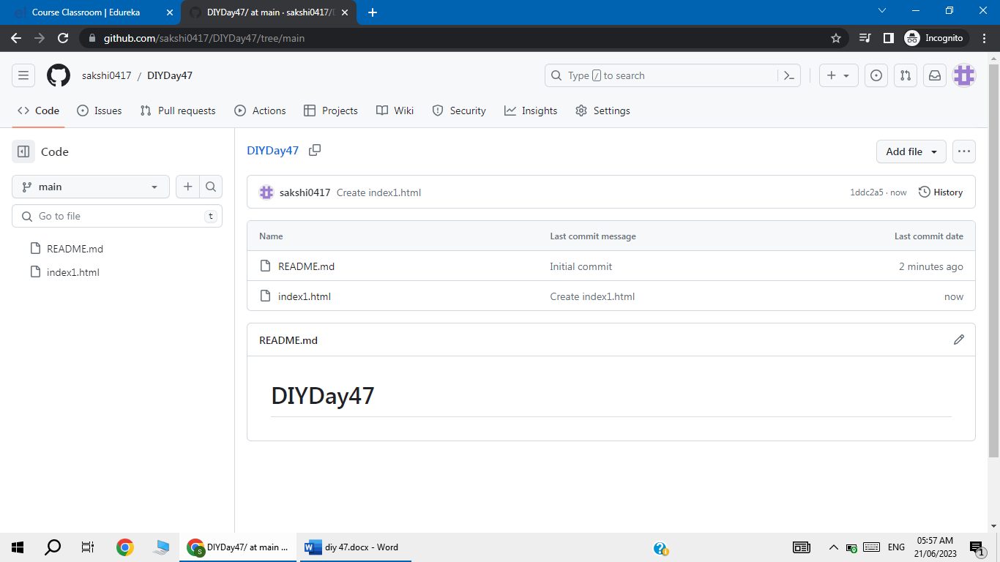 Course Classroom | Edureka
DIYDay47/ at main · sakshi0417/D
github.com/sakshi0417/DIYDay47/tree/main
Incognito
sakshi0417 / DIYDay47
Type / to search
Code
Issues
Pull requests
Actions
Projects
Wiki
Security
Insights
Settings
Code
main
Go to file
t
README.md
index1.html
DIYDay47
Add file
sakshi0417 Create index1.html
1ddc2a5 · now
History
Name Last commit message Last commit date
README.md Initial commit 2 minutes ago
index1.html Create index1.html now
README.md
DIYDay47
S
DIYDay47/ at main ...
diy 47.docx - Word
ENG
05:57 AM
21/06/2023
1